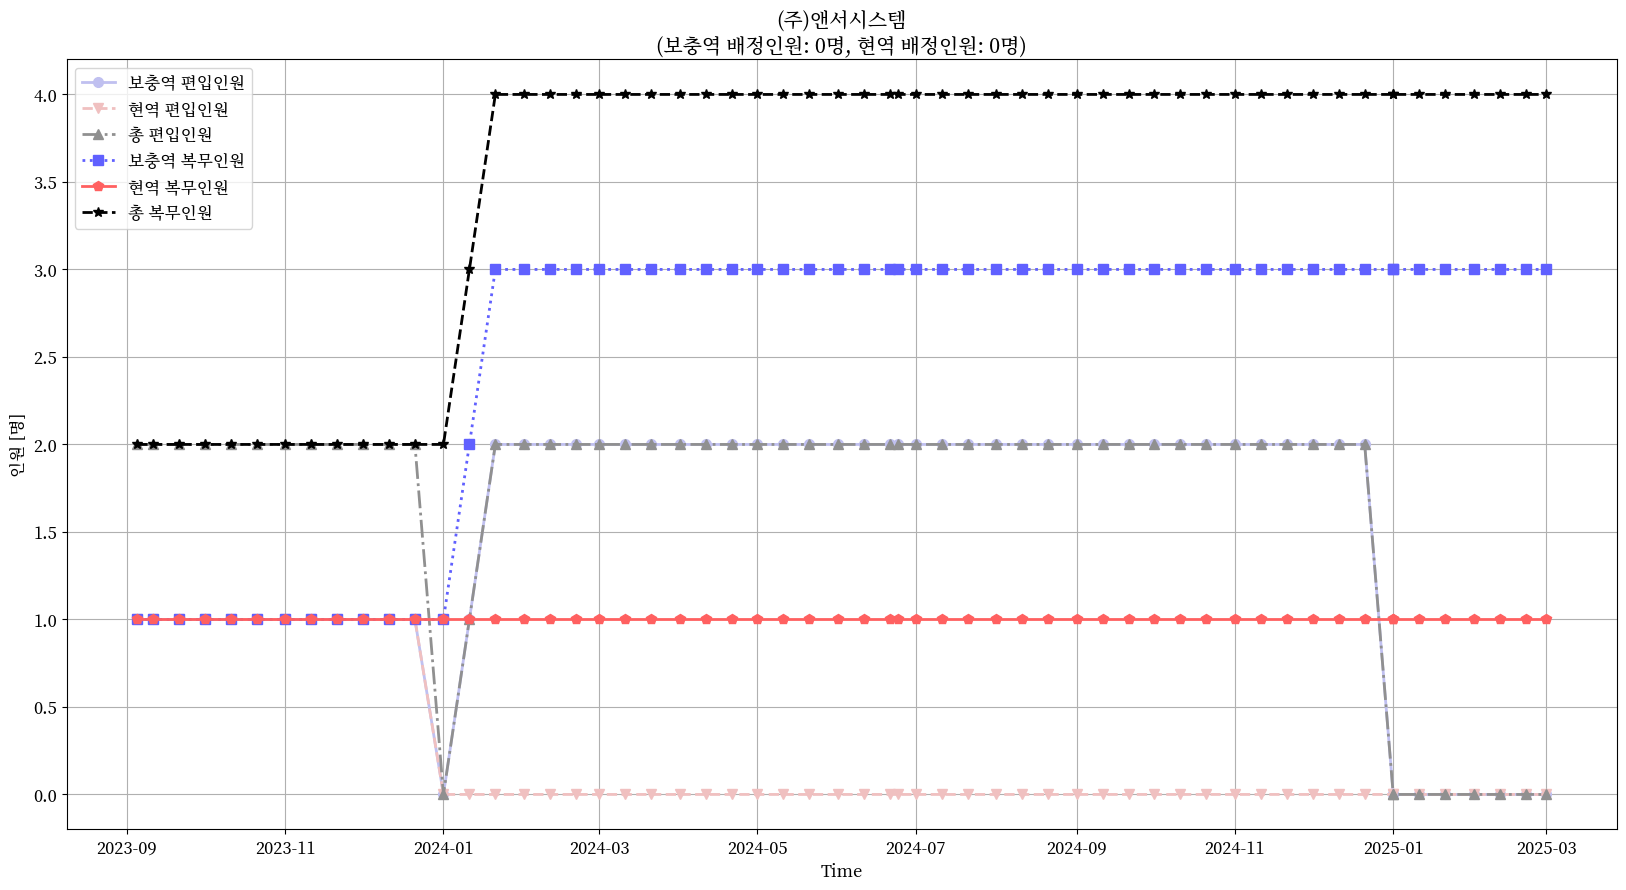 (주)앤서시스템
(보충역 배정인원: 0명, 현역 배정인원: 0명)
보충역 편입인원
현역 편입인원
총 편입인원
보충역 복무인원
현역 복무인원
총 복무인원
4.0
3.5
3.0
2.5
2.0
1.5
1.0
0.5
0.0
인원 [명]
2023-09
2023-11
2024-01
2024-03
2024-05
2024-07
2024-09
2024-11
2025-01
2025-03
Time